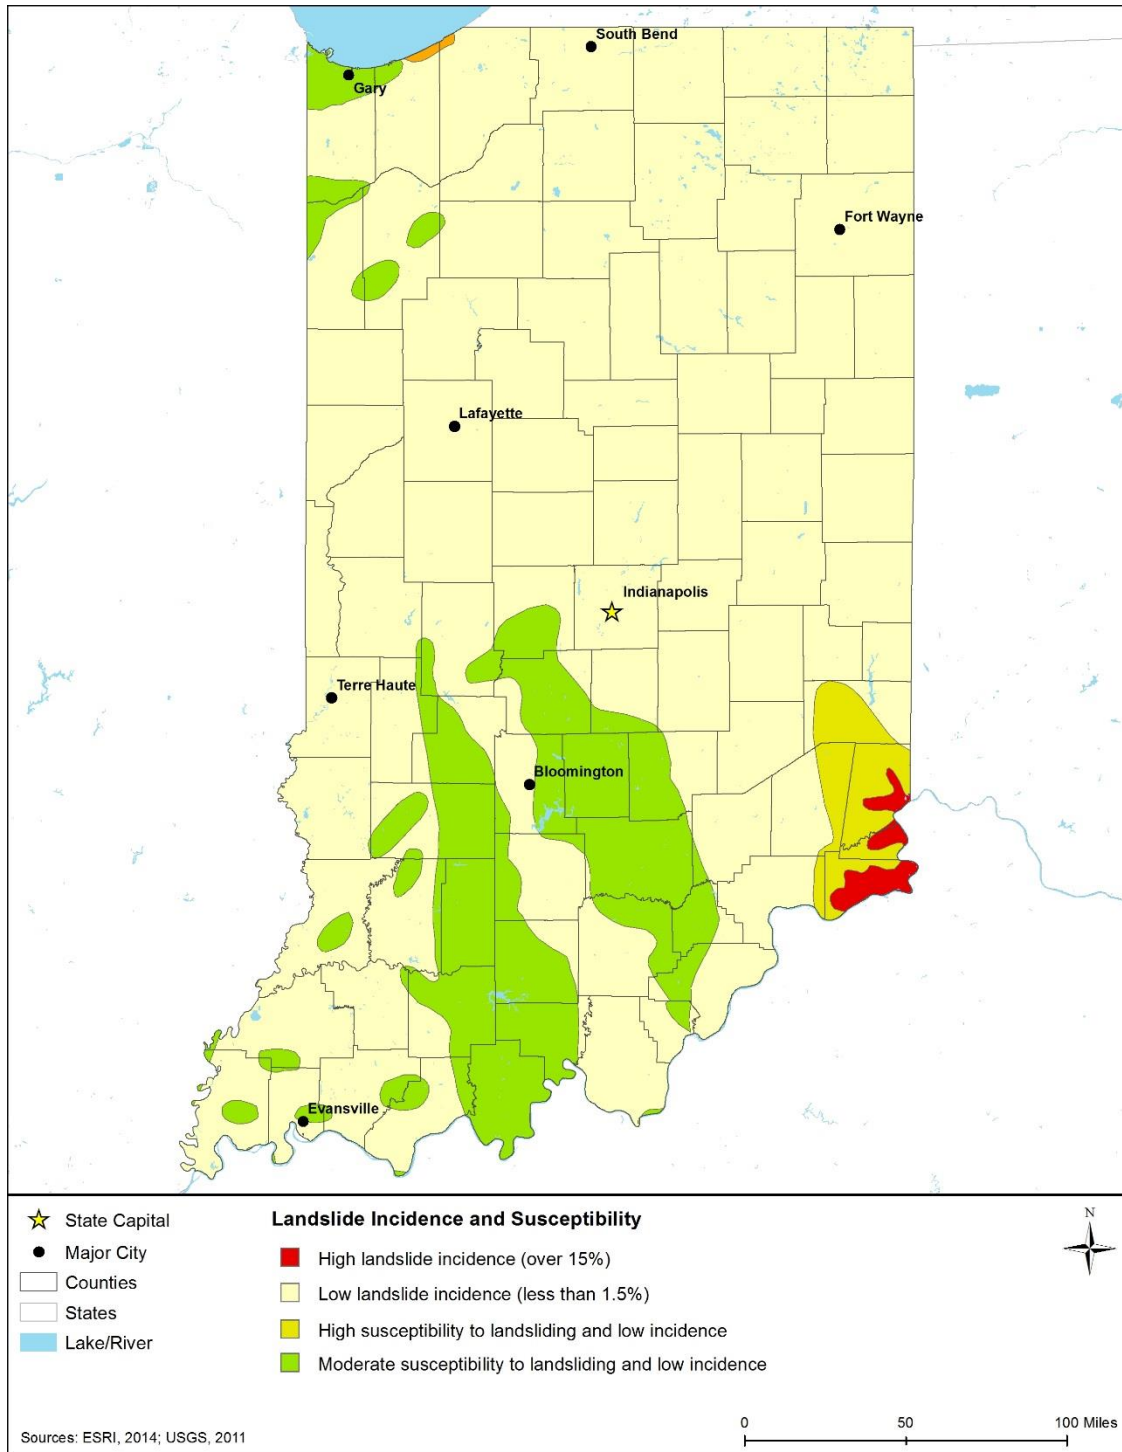 South Bend
Gary
Fort Wayne
Lafayette
Indianapolis
Terre Haute
Bloomington
Evansville
State Capital
Major City
Counties
States
Lake/River
Landslide Incidence and Susceptibility
High landslide incidence (over 15%)
Low landslide incidence (less than 1.5%)
High susceptibility to landsliding and low incidence
Moderate susceptibility to landsliding and low incidence
N
0 50 100 Miles
Sources: ESRI, 2014; USGS, 2011